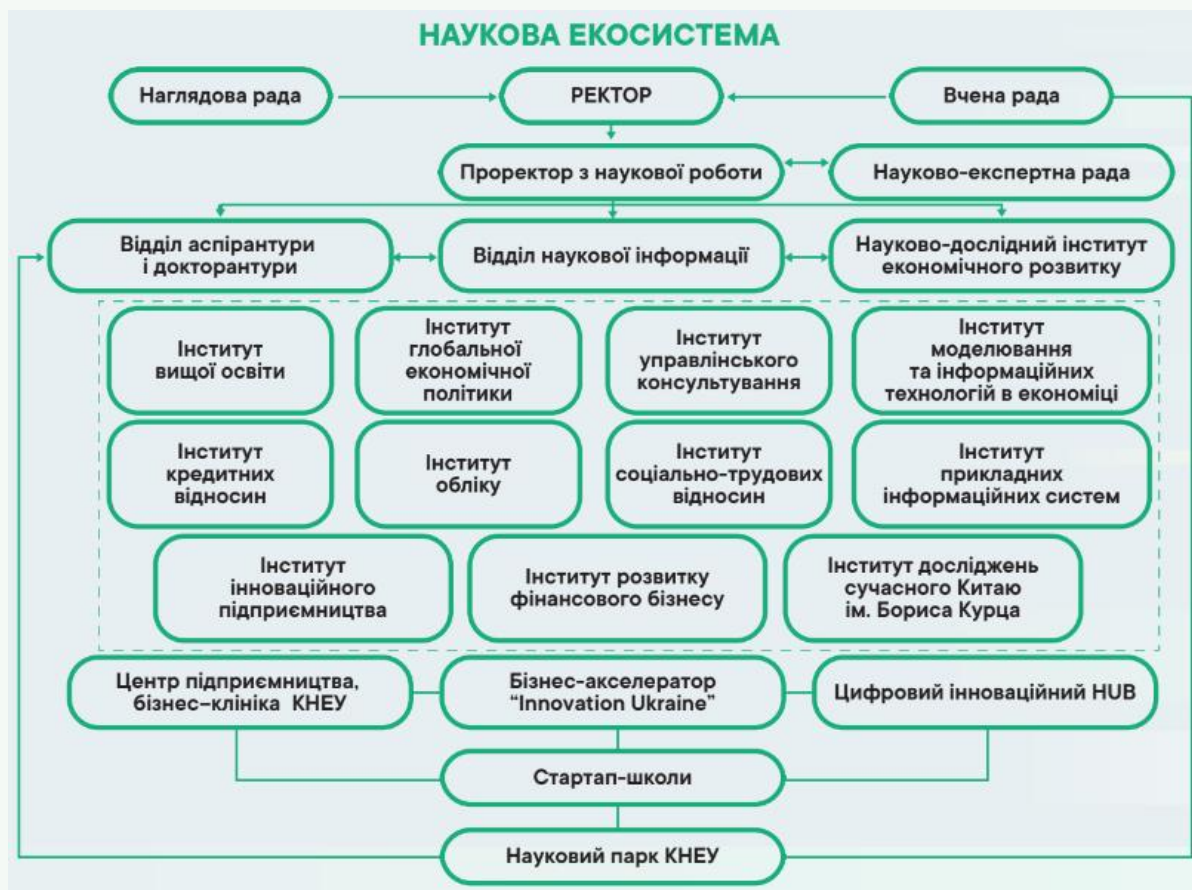 НАУКОВА ЕКОСИСТЕМА
Наглядова рада
РЕКТОР
Вчена рада
Проректор з наукової роботи
Науково-експертна рада
Відділ аспірантури
і докторантури
Відділ наукової інформації
Науково-дослідний інститут
економічного розвитку
Інститут
вищої освіти
Інститут
глобальної
економічної
політики
Інститут
управлінського
консультування
Інститут
моделювання
та інформаційних
технологій в економіці
Інститут
кредитних
відносин
Інститут
обліку
Інститут
соціально-трудових
відносин
Інститут
прикладних
інформаційних систем
Інститут
інноваційного
підприємництва
Інститут розвитку
фінансового бізнесу
Інститут досліджень
сучасного Китаю
ім. Бориса Курца
Центр підприємництва,
бізнес-клініка КНЕУ
Бізнес-акселератор
“Innovation Ukraine”
Цифровий інноваційний HUB
Стартап-школи
Науковий парк КНЕУ